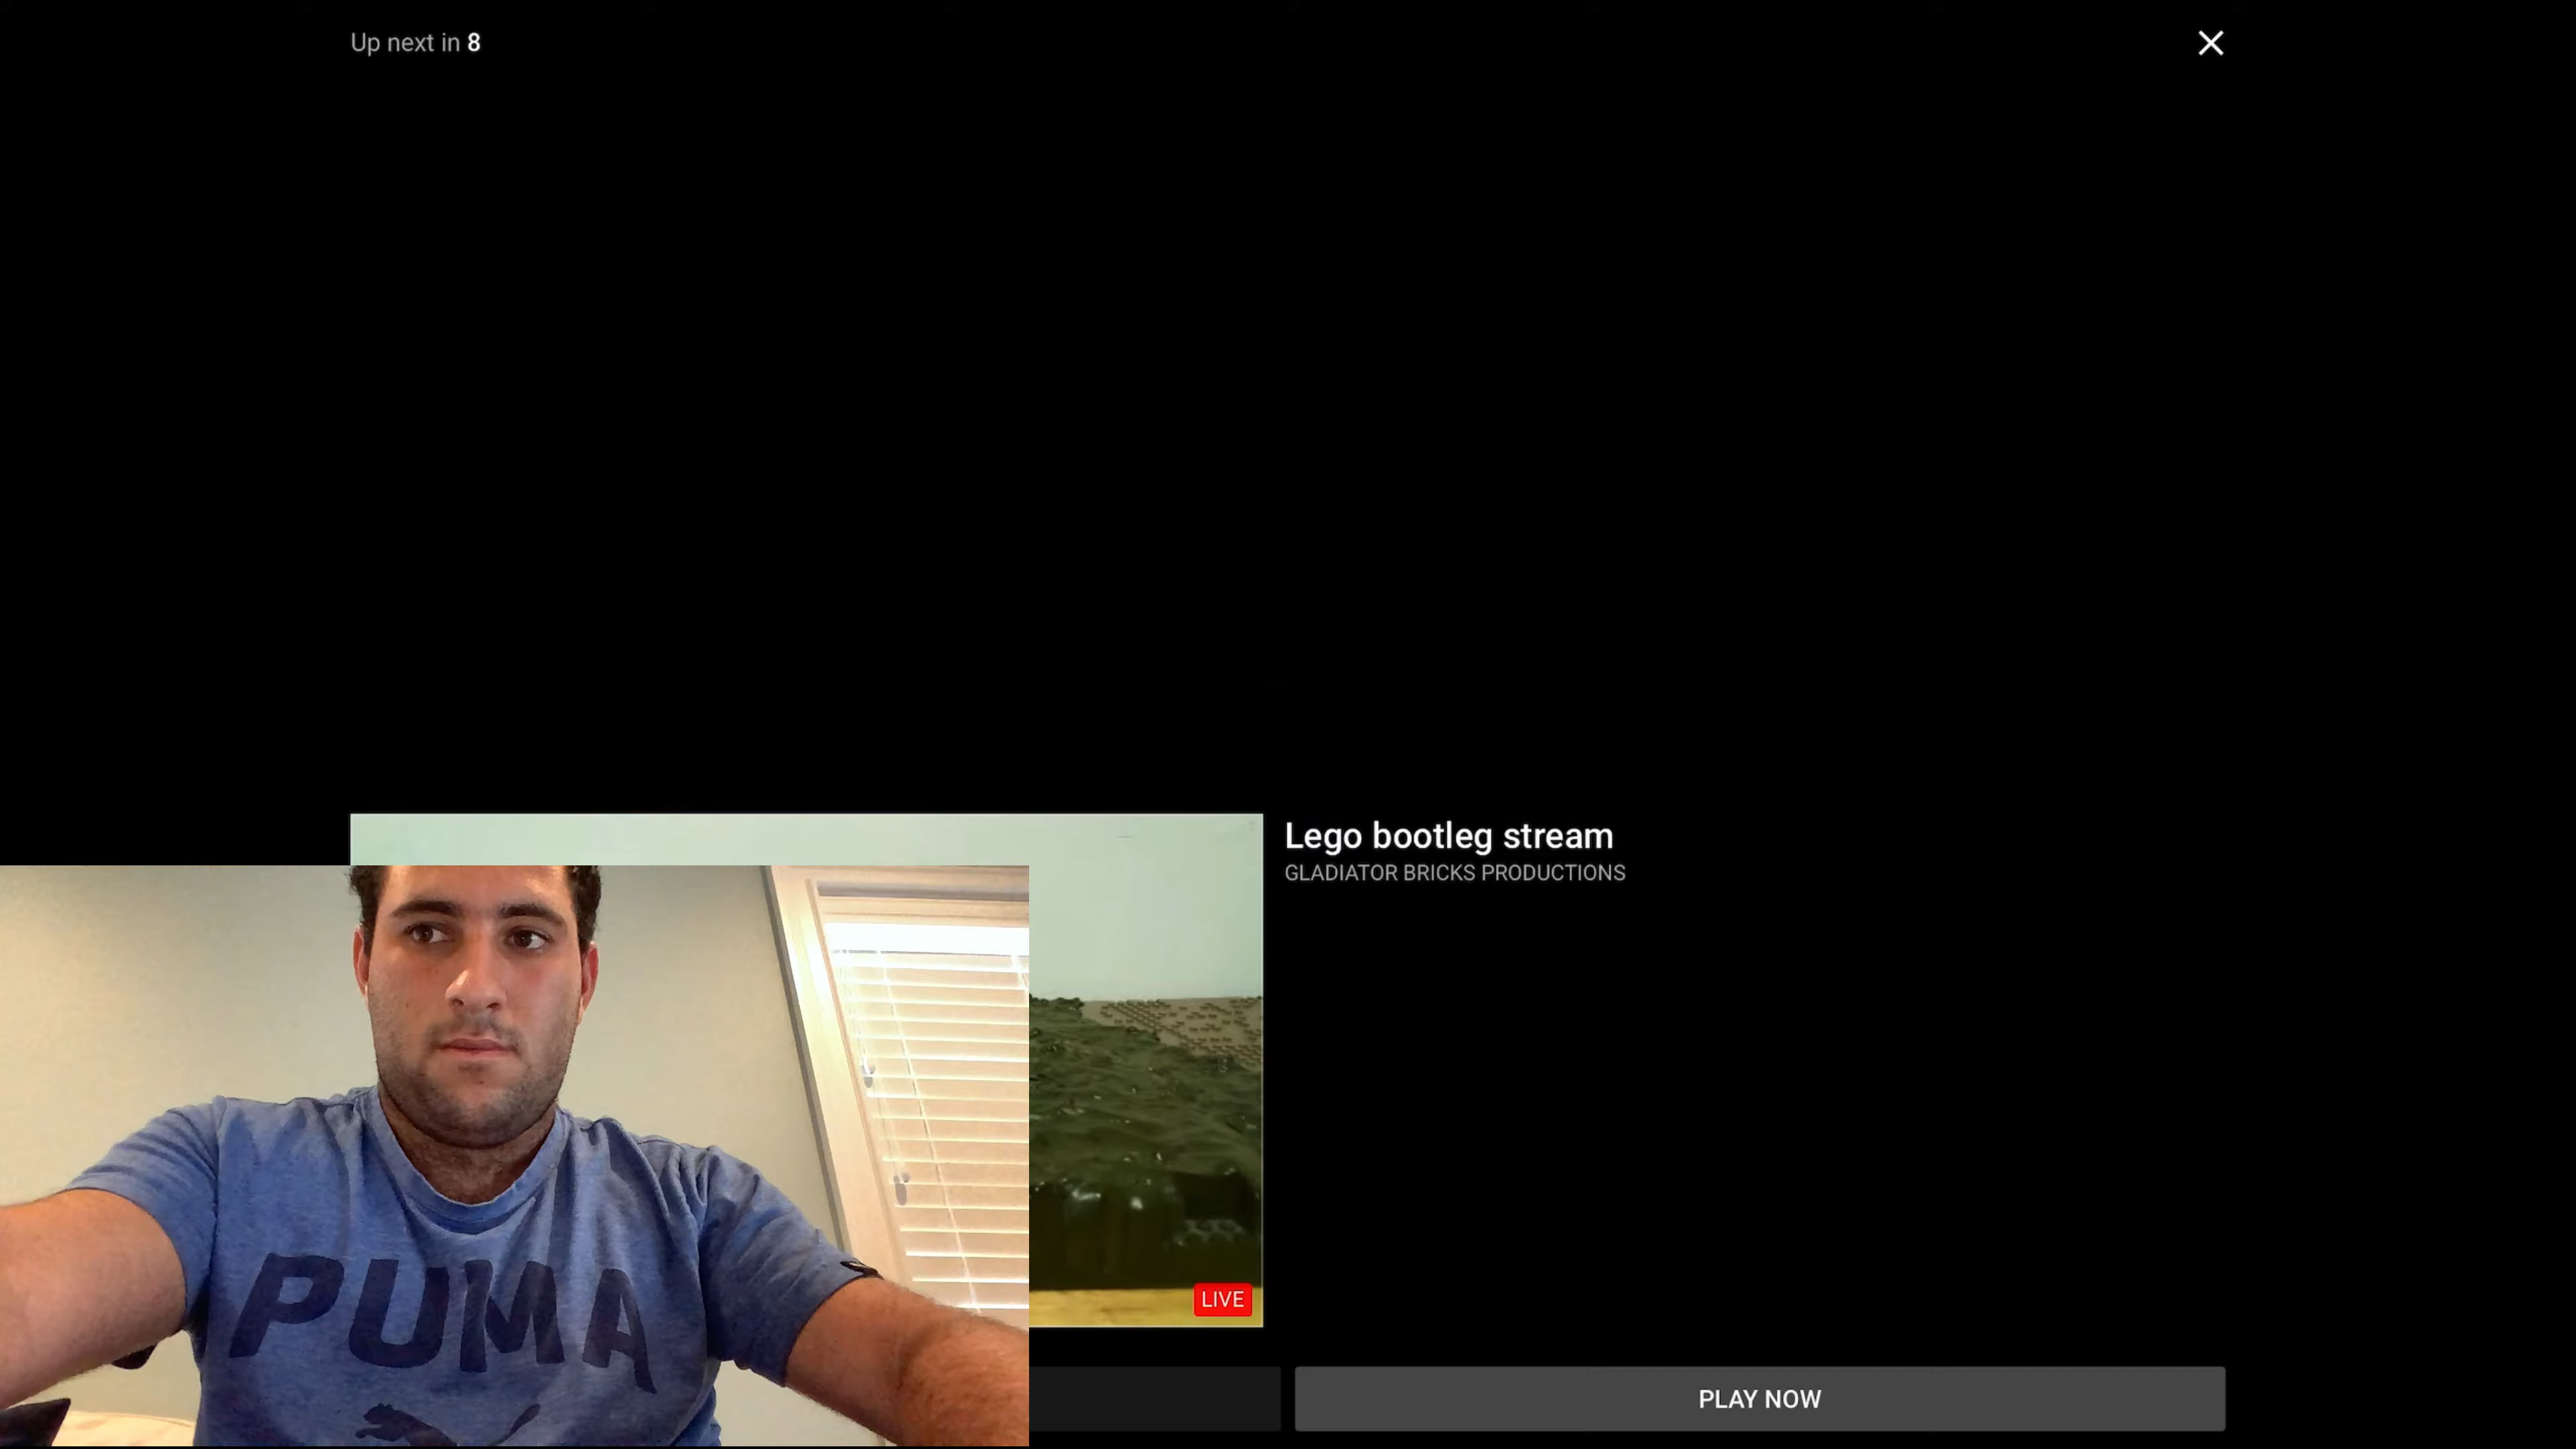 Up next in 8
Lego bootleg stream
GLADIATOR BRICKS PRODUCTIONS
PUMA
LIVE
PLAY NOW